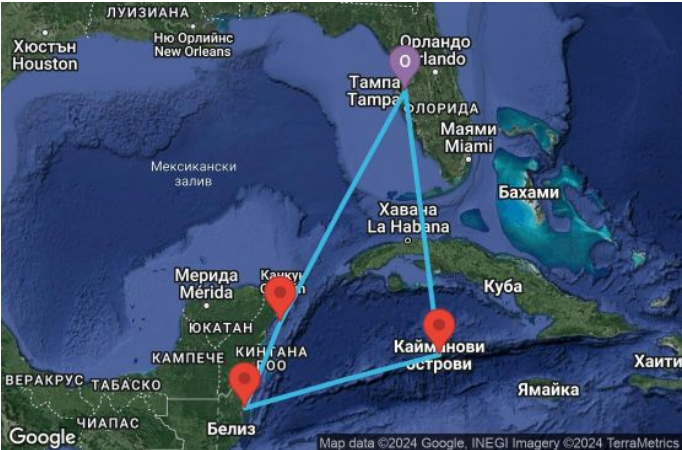 ЛУИЗИАНА
Хюстън
Houston
Ню Орлийнс
New Orleans
Орландо
Orlando
О
Тампа
Tampa
ФЛОРИДА
Маями
Miami
Мексикански
залив
Бахами
Хавана
La Habana
Мерида
Mérida
Канкун
Куба
ЮКАТАН
КАМПЕЧЕ
КИНТАНА
РОО
Кайманови
острови
Хаити
ВЕРАКРУС
ТАБАСКО
Ямайка
ЧИАПАС
Белиз
Google
Map data ©2024 Google, INEGI Imagery ©2024 TerraMetrics